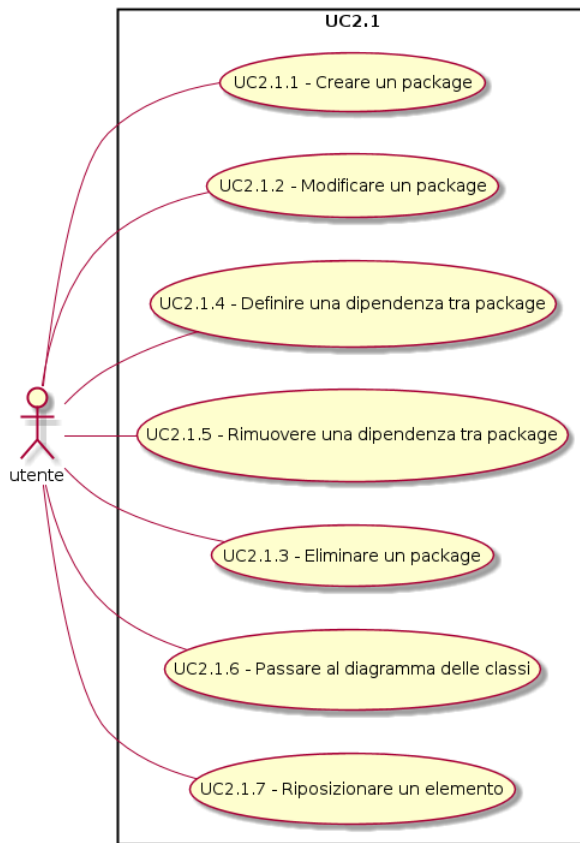 UC2.1
UC2.1.1 - Creare un package
UC2.1.2 - Modificare un package
UC2.1.4 - Definire una dipendenza tra package
UC2.1.5 - Rimuovere una dipendenza tra package
utente
UC2.1.3 - Eliminare un package
UC2.1.6 - Passare al diagramma delle classi
UC2.1.7 - Riposizionare un elemento